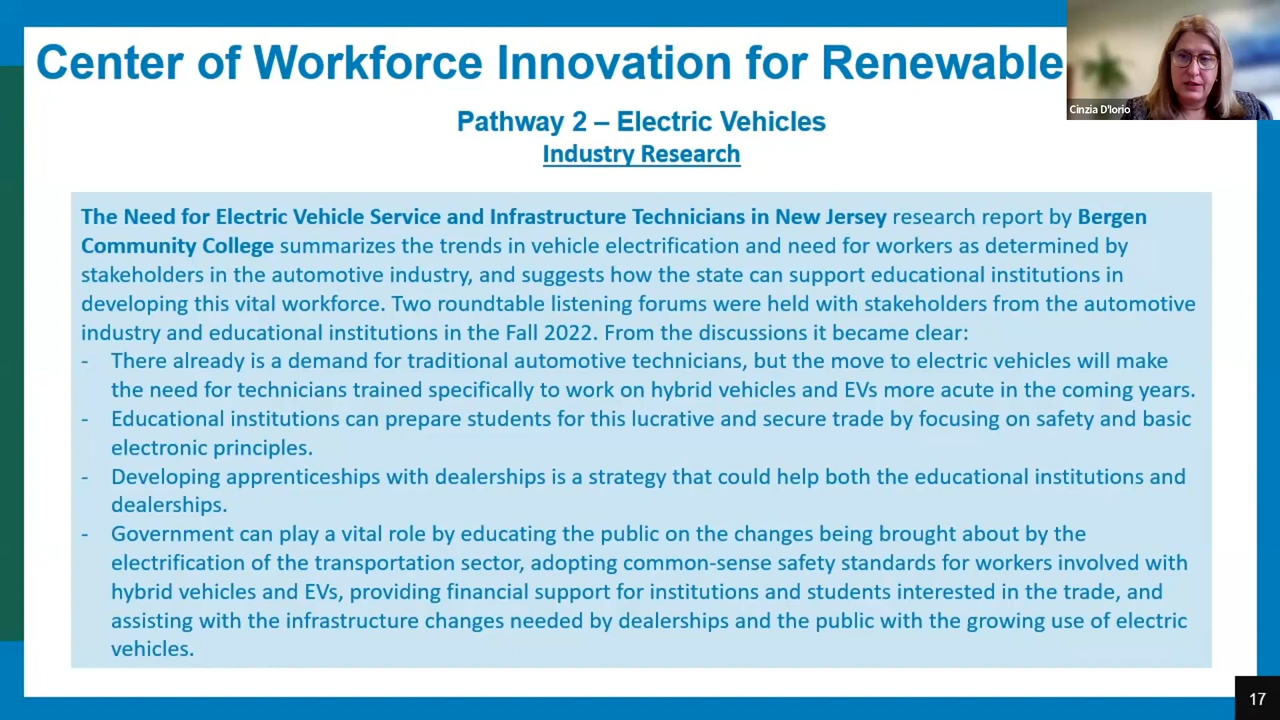 Center of Workforce Innovation for Renewable
Cinzia D'Iorio
Pathway 2 – Electric Vehicles
Industry Research
The Need for Electric Vehicle Service and Infrastructure Technicians in New Jersey research report by Bergen
Community College summarizes the trends in vehicle electrification and need for workers as determined by
stakeholders in the automotive industry, and suggests how the state can support educational institutions in
developing this vital workforce. Two roundtable listening forums were held with stakeholders from the automotive
industry and educational institutions in the Fall 2022. From the discussions it became clear:
- There already is a demand for traditional automotive technicians, but the move to electric vehicles will make
the need for technicians trained specifically to work on hybrid vehicles and EVs more acute in the coming years.
- Educational institutions can prepare students for this lucrative and secure trade by focusing on safety and basic
electronic principles.
- Developing apprenticeships with dealerships is a strategy that could help both the educational institutions and
dealerships.
- Government can play a vital role by educating the public on the changes being brought about by the
electrification of the transportation sector, adopting common-sense safety standards for workers involved with
hybrid vehicles and EVs, providing financial support for institutions and students interested in the trade, and
assisting with the infrastructure changes needed by dealerships and the public with the growing use of electric
vehicles.
17